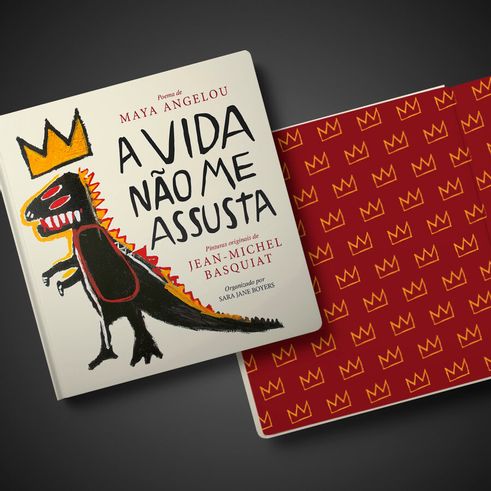 Poema de
MAYA ANGELOU
A VIDA
NÃO ME
ASSUSTA
Pinturas originais de
JEAN-MICHEL
BASQUIAT
Organizado por
SARA JANE BOYERS